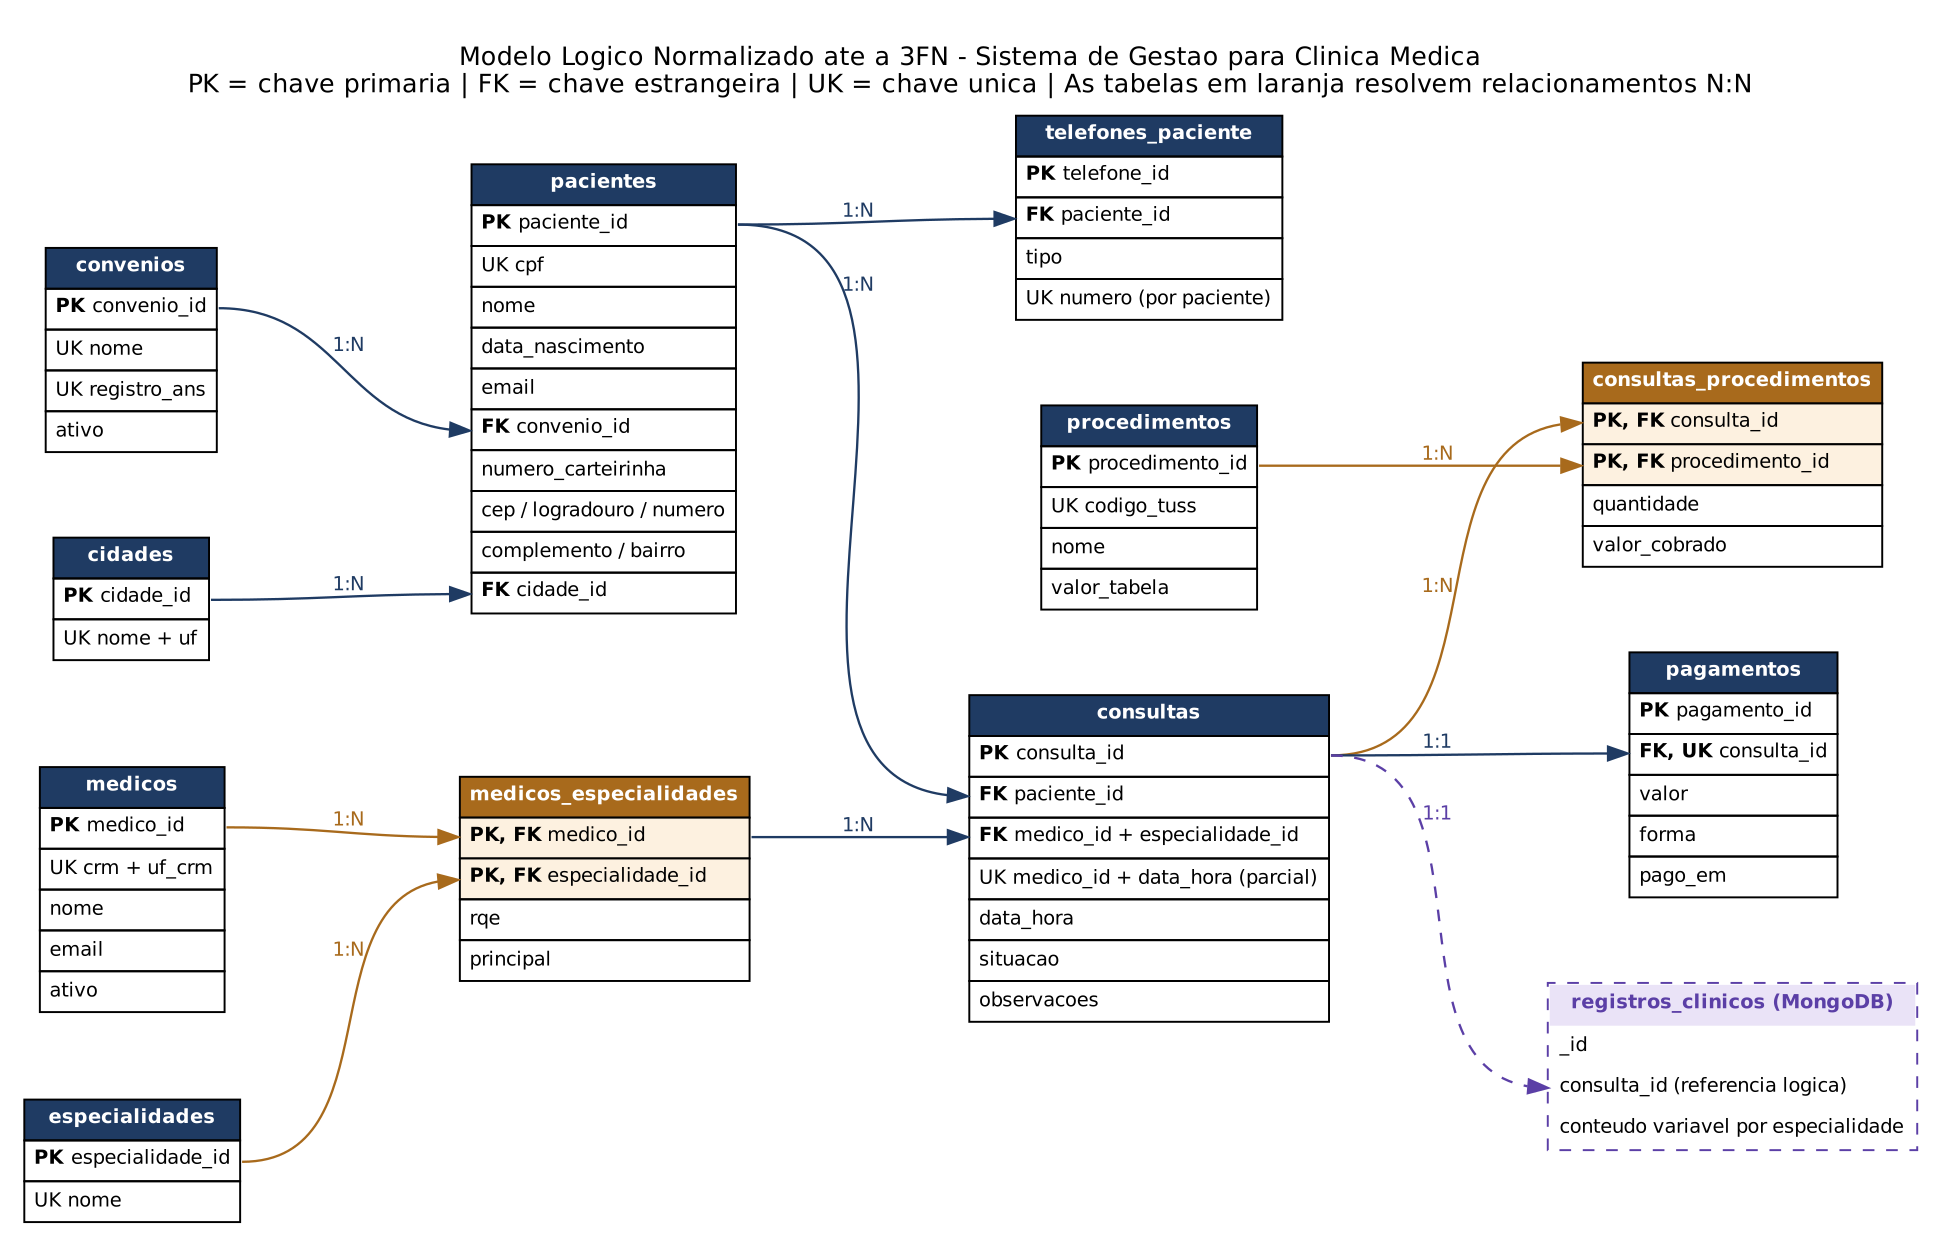 Modelo Logico Normalizado ate a 3FN - Sistema de Gestao para Clinica Medica
PK = chave primaria | FK = chave estrangeira | UK = chave unica | As tabelas em laranja resolvem relacionamentos N:N
convenios
PK convenio_id
UK nome
UK registro_ans
ativo
1:N
cidades
PK cidade_id
UK nome + uf
1:N
medicos
PK medico_id
UK crm + uf_crm
nome
email
ativo
1:N
especialidades
PK especialidade_id
UK nome
1:N
pacientes
PK paciente_id
UK cpf
nome
data_nascimento
email
FK convenio_id
numero_carteirinha
cep / logradouro / numero
complemento / bairro
FK cidade_id
1:N
1:N
medicos_especialidades
PK, FK medico_id
PK, FK especialidade_id
rqe
principal
1:N
telefones_paciente
PK telefone_id
FK paciente_id
tipo
UK numero (por paciente)
procedimentos
PK procedimento_id
UK codigo_tuss
nome
valor_tabela
1:N
consultas
PK consulta_id
FK paciente_id
FK medico_id + especialidade_id
UK medico_id + data_hora (parcial)
data_hora
situacao
observacoes
1:N
1:1
1:1
consultas_procedimentos
PK, FK consulta_id
PK, FK procedimento_id
quantidade
valor_cobrado
pagamentos
PK pagamento_id
FK, UK consulta_id
valor
forma
pago_em
registros_clinicos (MongoDB)
_id
consulta_id (referencia logica)
conteudo variavel por especialidade